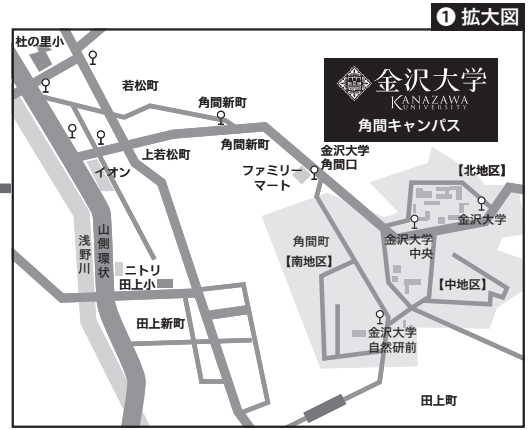 ❶ 拡大図
杜の里小
若松町
角間新町
角間新町
上若松町
イオン
金沢大学
KANAZAWA
UNIVERSITY
角間キャンパス
金沢大学
角間口
ファミリー
マート
【北地区】
金沢大学
金沢大学
中央
角間町
【南地区】
【中地区】
浅野川
山側環状
ニトリ
田上小
田上新町
金沢大学
自然研前
田上町